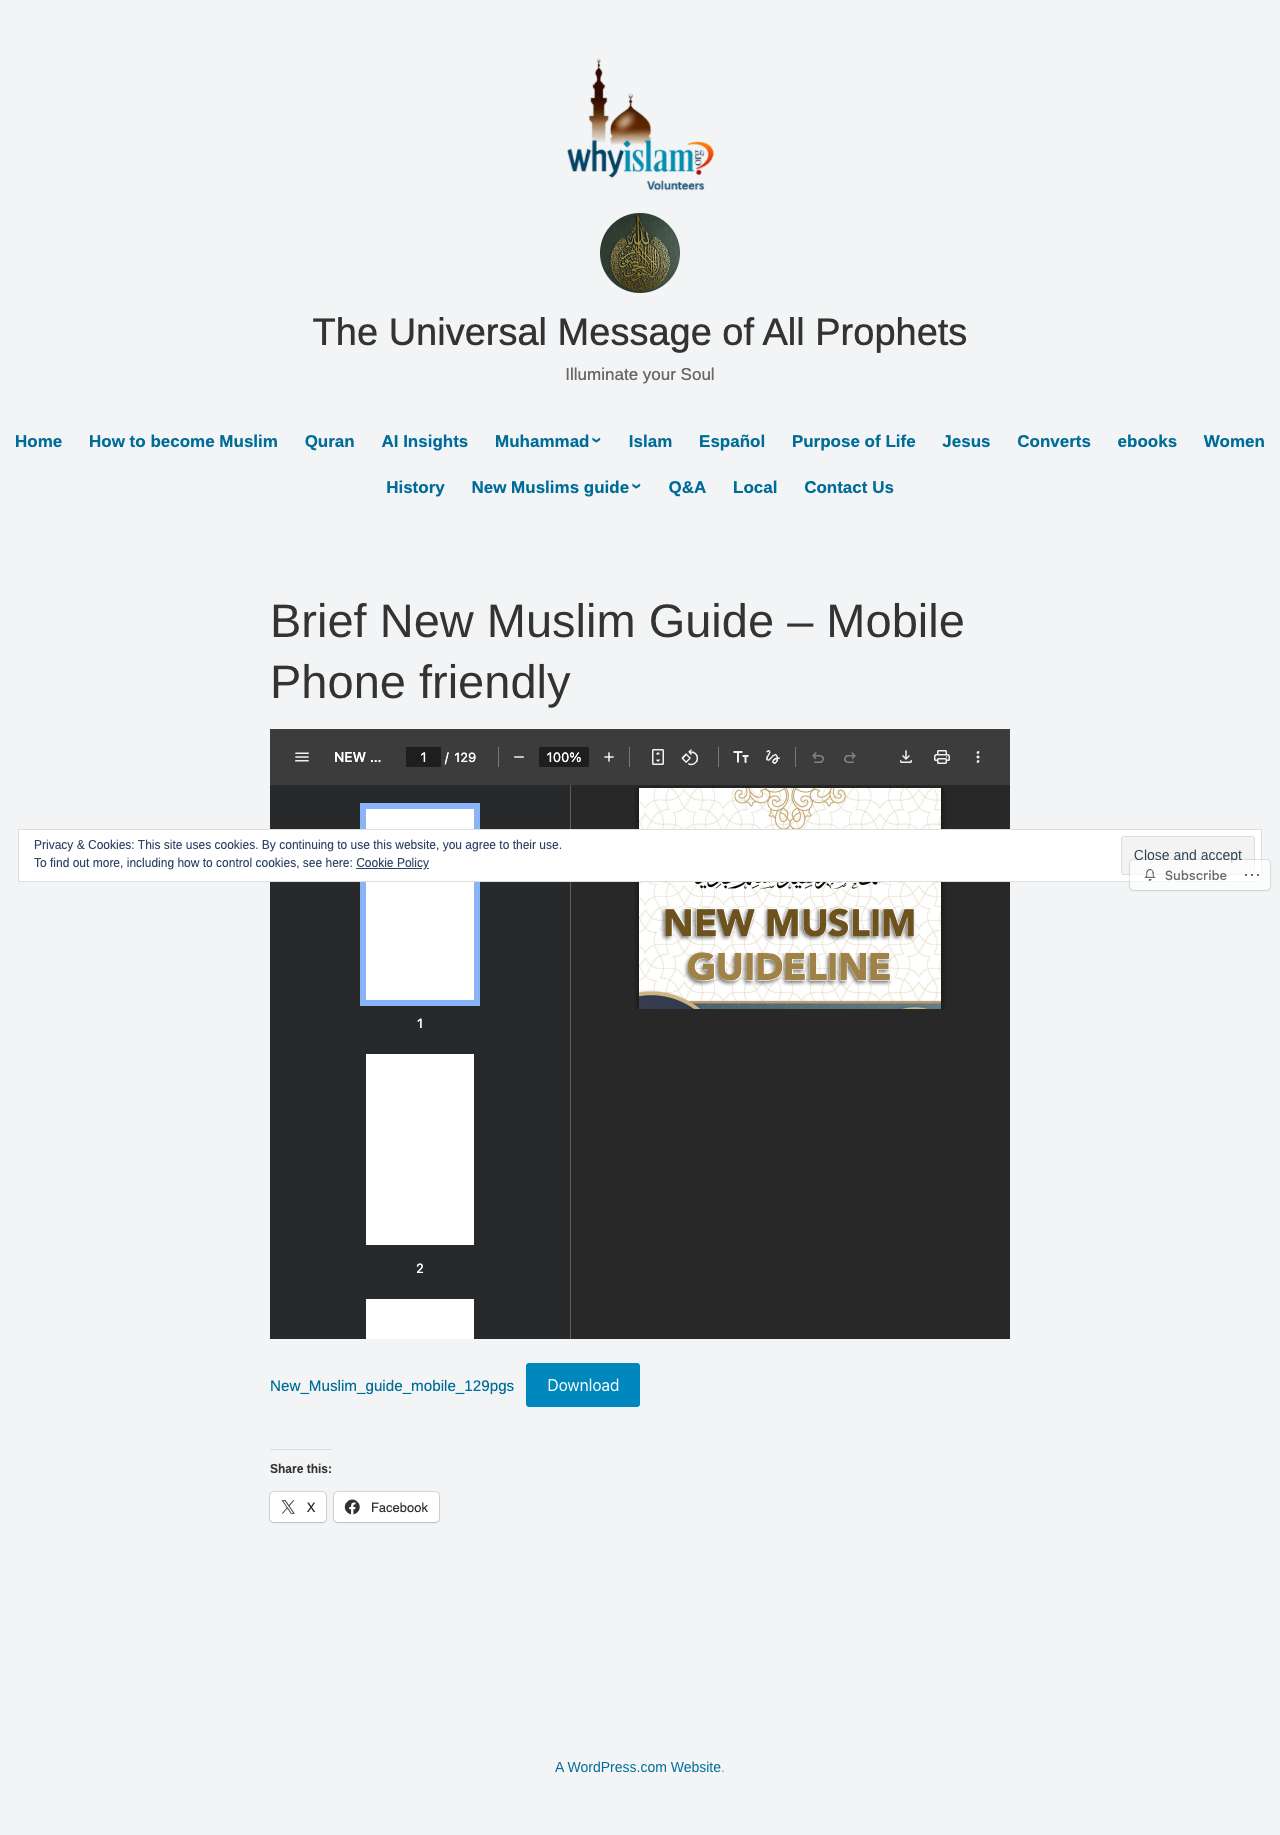 whyislam?
.org
Volunteers
The Universal Message of All Prophets
Illuminate your Soul
Home How to become Muslim Quran AI Insights Muhammad Islam Español Purpose of Life Jesus Converts ebooks Women
History New Muslims guide Q&A Local Contact Us
Brief New Muslim Guide – Mobile
Phone friendly
NEW ... 1 / 129 100%
Privacy & Cookies: This site uses cookies. By continuing to use this website, you agree to their use.
To find out more, including how to control cookies, see here: Cookie Policy
Close and accept
Subscribe
NEW MUSLIM
GUIDELINE
1
2
New_Muslim_guide_mobile_129pgs Download
Share this:
X Facebook
A WordPress.com Website.